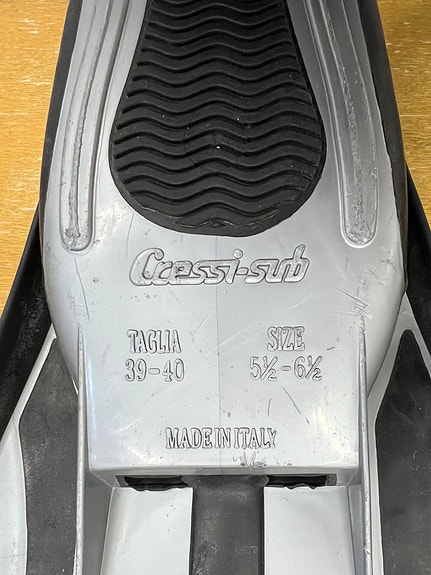 Cressi-sub
TAGLIA SIZE
39-40 5½-6½
MADE IN ITALY